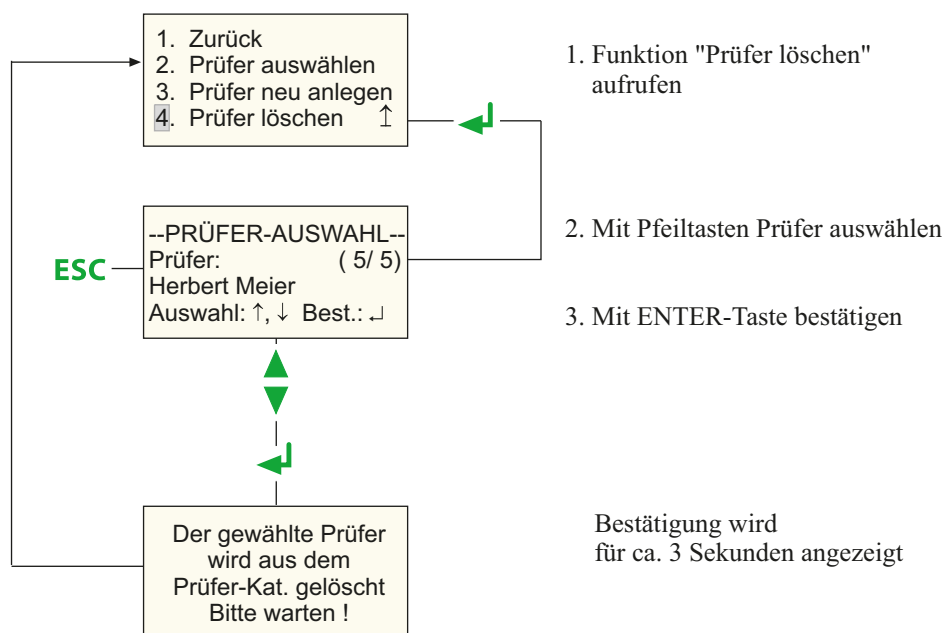 1. Zurück
2. Prüfer auswählen
3. Prüfer neu anlegen
4. Prüfer löschen ↥
1. Funktion "Prüfer löschen"
aufrufen
--PRÜFER-AUSWAHL--
Prüfer: ( 5/ 5)
Herbert Meier
Auswahl: ↑, ↓ Best.: ↵
ESC
2. Mit Pfeiltasten Prüfer auswählen
3. Mit ENTER-Taste bestätigen
Der gewählte Prüfer
wird aus dem
Prüfer-Kat. gelöscht
Bitte warten !
Bestätigung wird
für ca. 3 Sekunden angezeigt